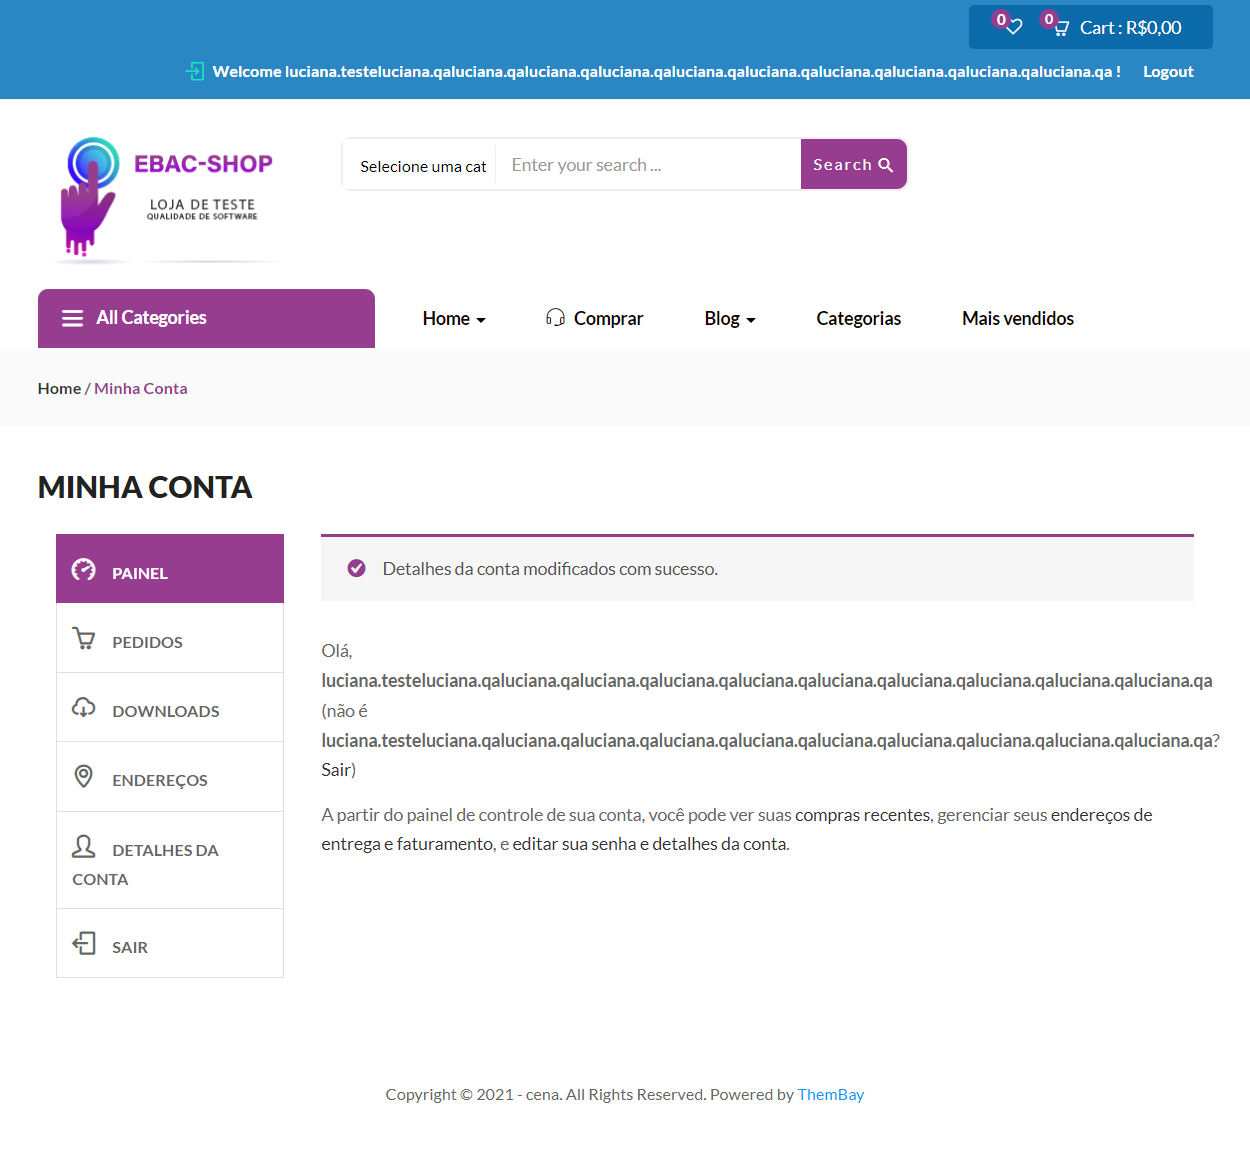 0
0
Cart : R$0,00
Welcome luciana.testeluciana.qaluciana.qaluciana.qaluciana.qaluciana.qaluciana.qaluciana.qaluciana.qaluciana.qaluciana.qa ! Logout
EBAC-SHOP
LOJA DE TESTE
QUALIDADE DE SOFTWARE
Selecione uma cat
Enter your search ...
Search
All Categories
Home
Comprar
Blog
Categorias
Mais vendidos
Home / Minha Conta
MINHA CONTA
PAINEL
PEDIDOS
DOWNLOADS
ENDEREÇOS
DETALHES DA
CONTA
SAIR
Detalhes da conta modificados com sucesso.
Olá,
luciana.testeluciana.qaluciana.qaluciana.qaluciana.qaluciana.qaluciana.qaluciana.qaluciana.qaluciana.qaluciana.qa
(não é
luciana.testeluciana.qaluciana.qaluciana.qaluciana.qaluciana.qaluciana.qaluciana.qaluciana.qaluciana.qaluciana.qa?
Sair)
A partir do painel de controle de sua conta, você pode ver suas compras recentes, gerenciar seus endereços de
entrega e faturamento, e editar sua senha e detalhes da conta.
Copyright © 2021 - cena. All Rights Reserved. Powered by ThemBay